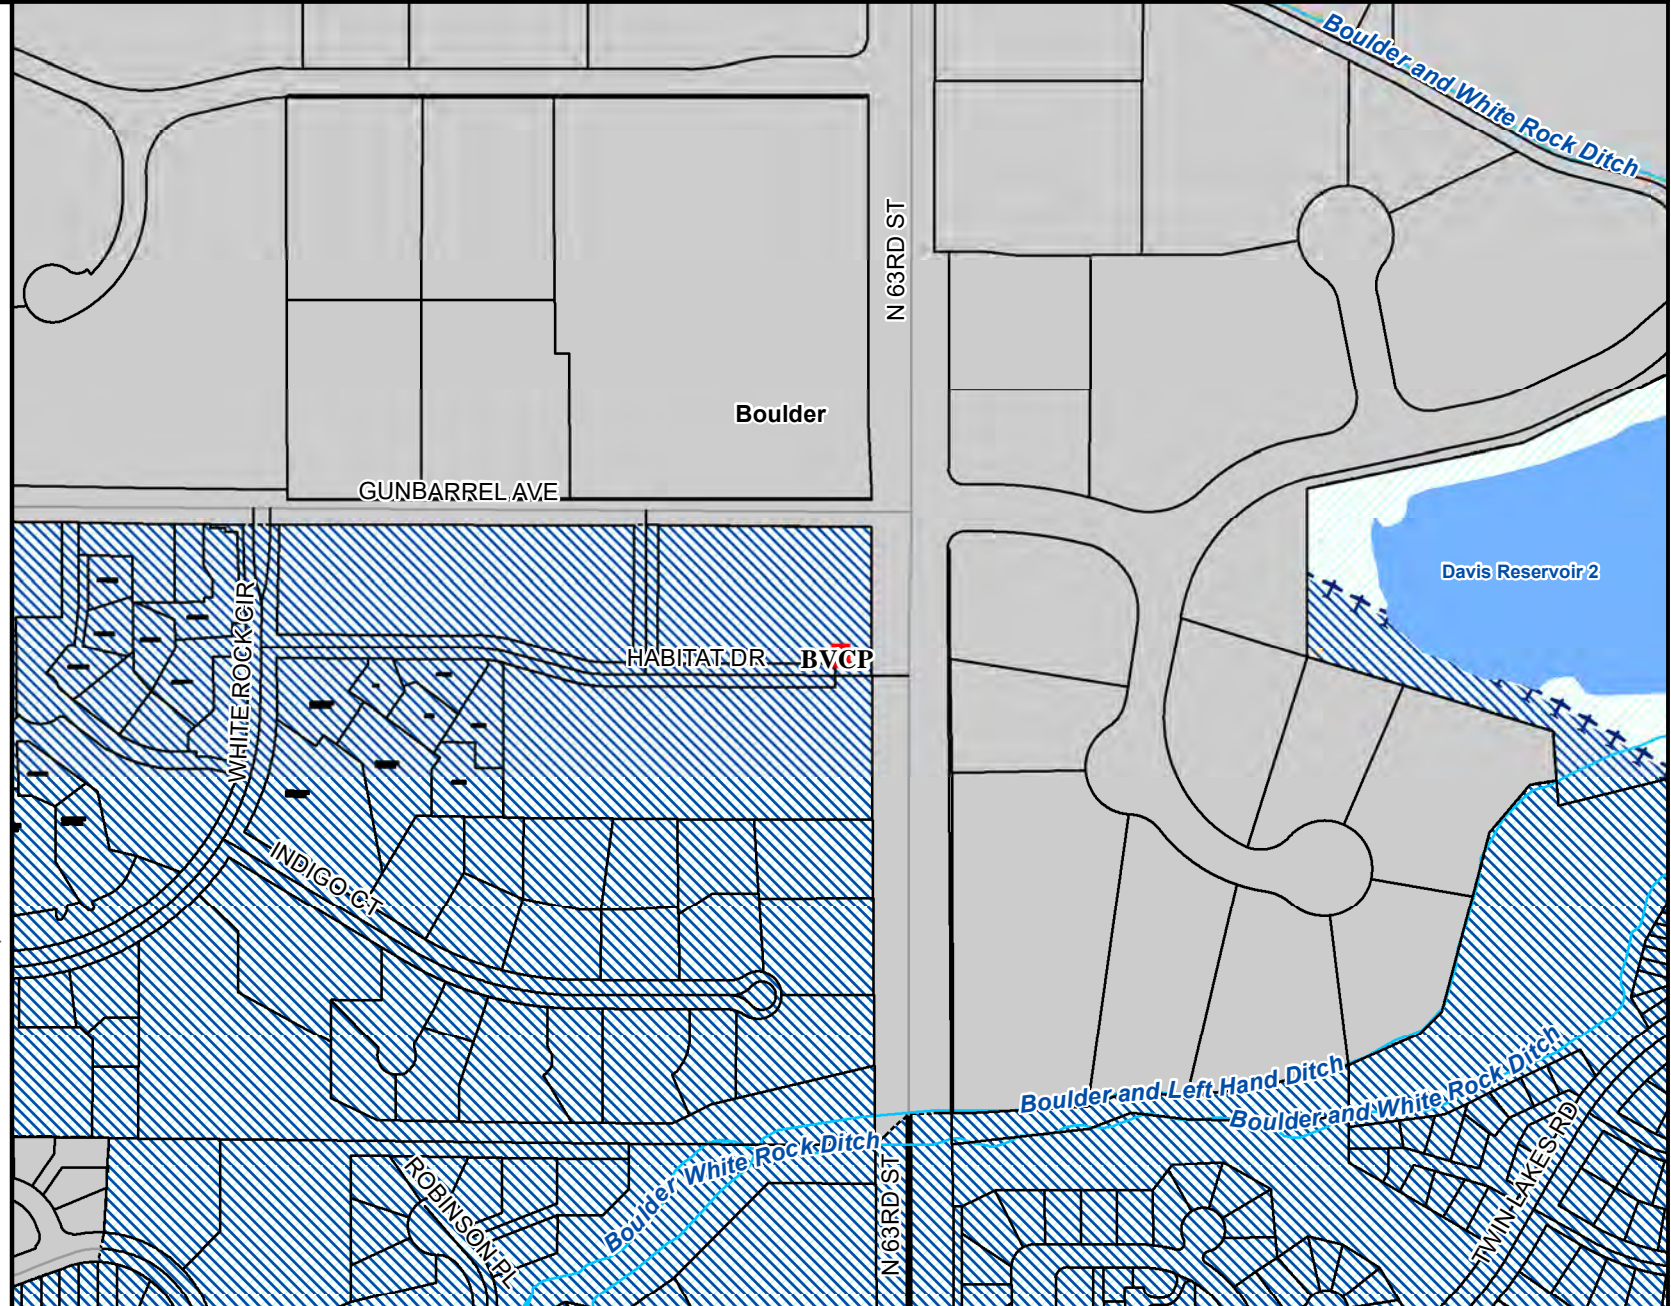 Boulder and White Rock Ditch
N 63RD ST
Boulder
GUNBARREL AVE
Davis Reservoir 2
WHITE ROCK CIR
HABITAT DR
BVCP
INDIGO CT
Boulder and Left Hand Ditch
Boulder and White Rock Ditch
Boulder White Rock Ditch
N 63RD ST
ROBINSON PL
TWIN LAKES RD